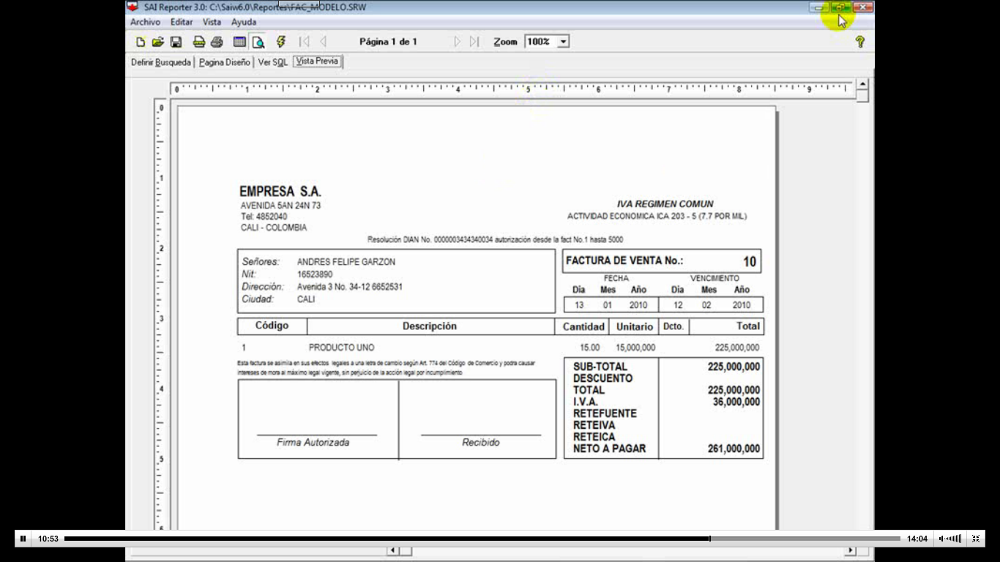 SAI Reporter 3.0: C:\Saiw6.0\Reportes\FAC_MODELO.SRW
Archivo Editar Vista Ayuda
Página 1 de 1 Zoom 100%
Definir Busqueda Pagina Diseño Ver SQL Vista Previa
0 1 2 3 4 5 6 7 8 9
0
1
2
3
4
5
6
EMPRESA S.A.
AVENIDA 5AN 24N 73
Tel: 4852040
CALI - COLOMBIA
IVA REGIMEN COMUN
ACTIVIDAD ECONOMICA ICA 203 - 5 (7.7 POR MIL)
Resolución DIAN No. 0000003434340034 autorización desde la fact No.1 hasta 5000
Señores: ANDRES FELIPE GARZON
Nit: 16523890
Dirección: Avenida 3 No. 34-12 6652531
Ciudad: CALI
FACTURA DE VENTA No.: 10
FECHA VENCIMIENTO
Dia Mes Año Dia Mes Año
13 01 2010 12 02 2010
Código Descripción Cantidad Unitario Dcto. Total
1 PRODUCTO UNO 15.00 15,000,000 225,000,000
Esta factura se asimila en sus efectos legales a una letra de cambio según Art. 774 del Código de Comercio y podra causar
intereses de mora al máximo legal vigente, sin perjuicio de la acción legal por incumplimiento
SUB-TOTAL 225,000,000
DESCUENTO
TOTAL 225,000,000
I.V.A. 36,000,000
RETEFUENTE
RETEIVA
RETEICA
NETO A PAGAR 261,000,000
Firma Autorizada Recibido
10:53 14:04